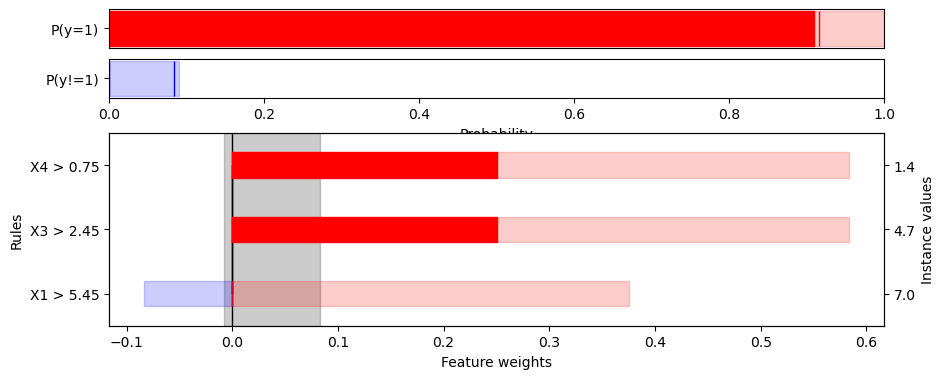 P(y=1)
P(y!=1)
0.0 0.2 0.4 0.6 0.8 1.0
Probability
X4 > 0.75 1.4
X3 > 2.45 4.7
X1 > 5.45 7.0
Rules
Instance values
−0.1 0.0 0.1 0.2 0.3 0.4 0.5 0.6
Feature weights